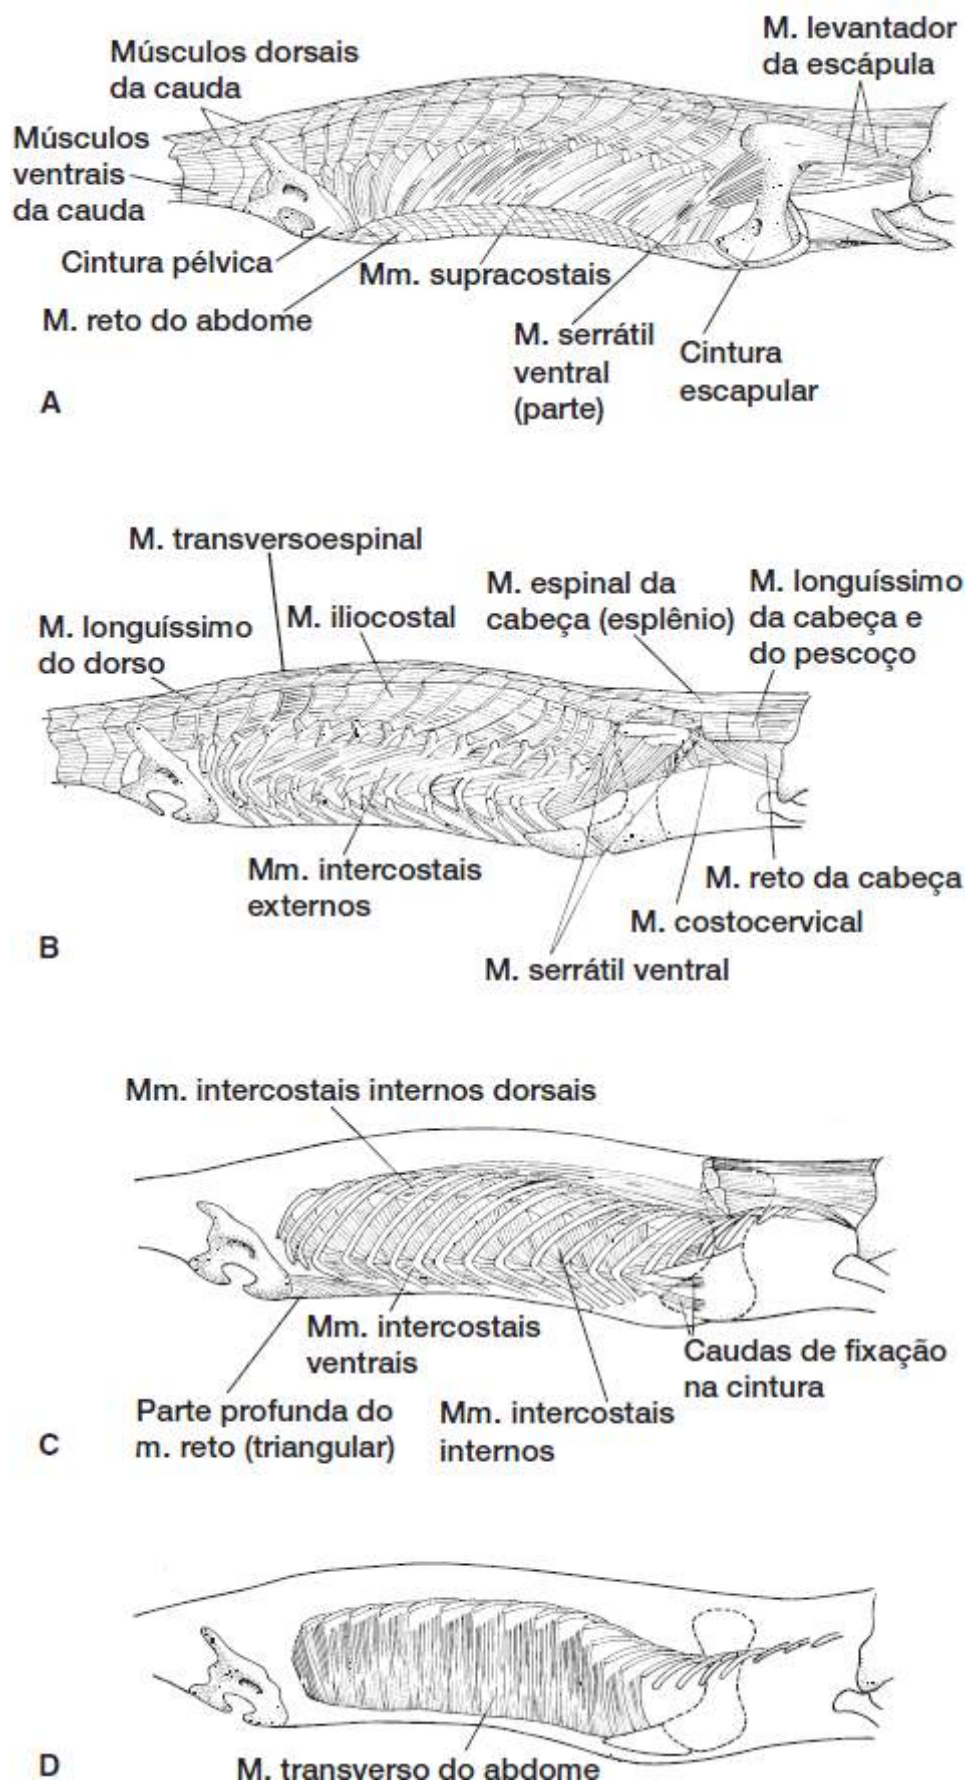 M. levantador
da escápula
Músculos dorsais
da cauda
Músculos
ventrais
da cauda
Cintura pélvica
Mm. supracostais
M. reto do abdome
M. serrátil
ventral
(parte)
Cintura
escapular
A
M. transversoespinal
M. longuíssimo
do dorso
M. iliocostal
M. espinal da
cabeça (esplênio)
M. longuíssimo
da cabeça e
do pescoço
Mm. intercostais
externos
M. reto da cabeça
M. costocervical
M. serrátil ventral
B
Mm. intercostais internos dorsais
Mm. intercostais
ventrais
Caudas de fixação
na cintura
Parte profunda do
m. reto (triangular)
Mm. intercostais
internos
C
M. transverso do abdome
D